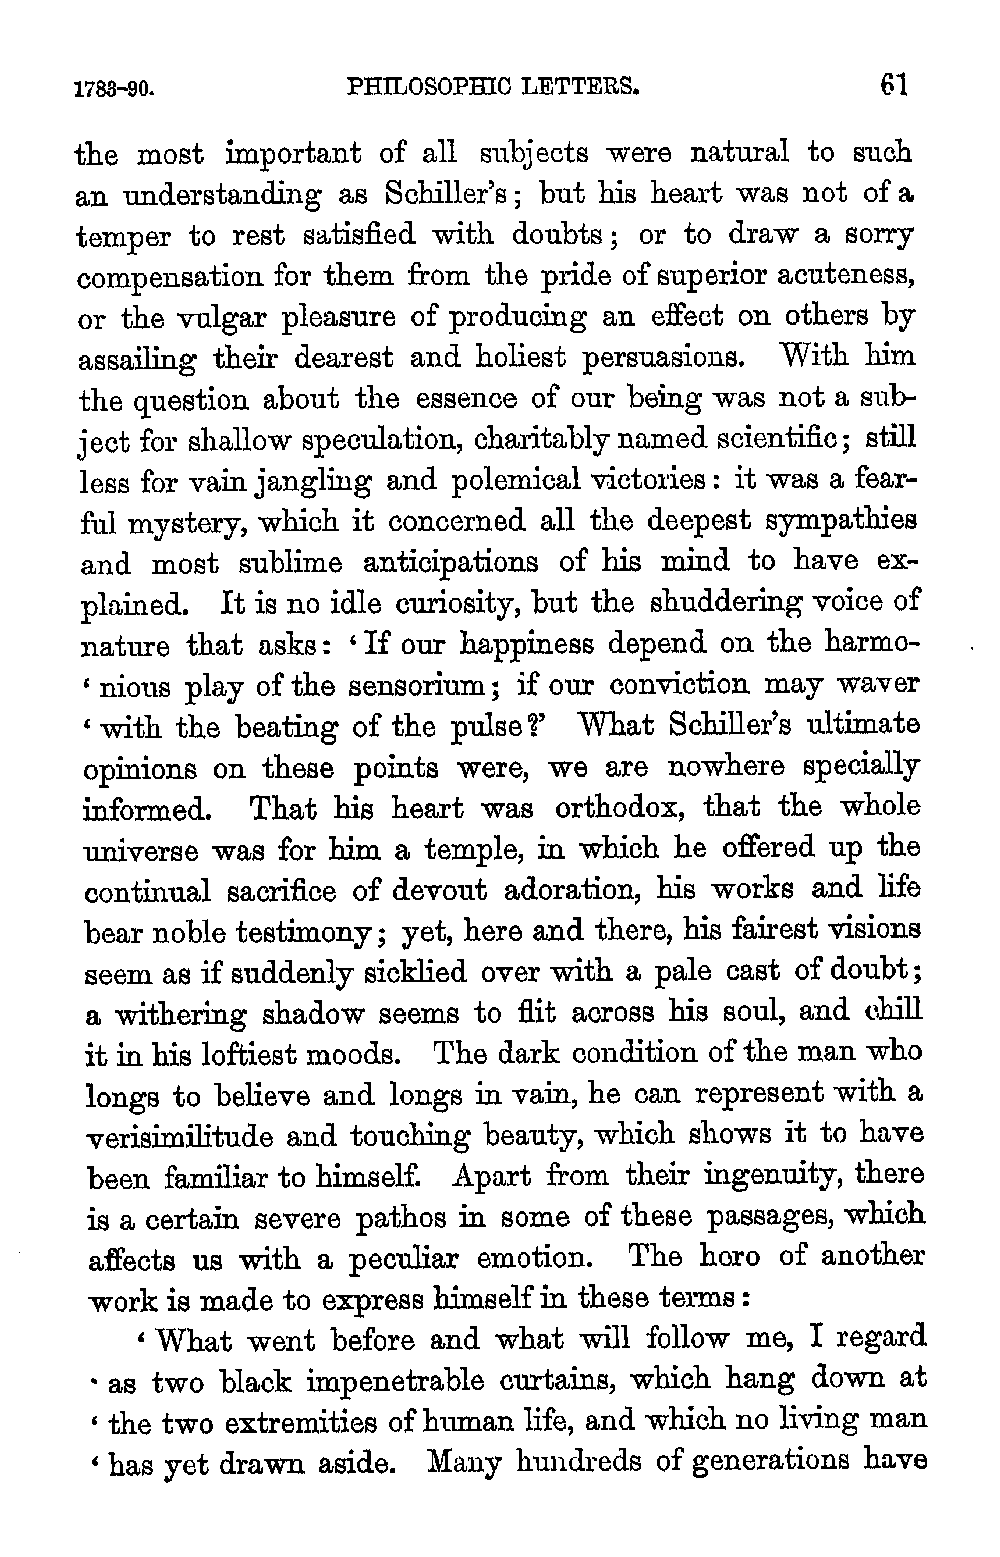 1783-90. PHILOSOPHIC LETTERS. 61
the most important of all subjects were natural to such
an understanding as Schiller's; but his heart was not of a
temper to rest satisfied with doubts; or to draw a sorry
compensation for them from the pride of superior acuteness,
or the vulgar pleasure of producing an effect on others by
assailing their dearest and holiest persuasions. With him
the question about the essence of our being was not a sub-
ject for shallow speculation, charitably named scientific; still
less for vain jangling and polemical victories: it was a fear-
ful mystery, which it concerned all the deepest sympathies
and most sublime anticipations of his mind to have ex-
plained. It is no idle curiosity, but the shuddering voice of
nature that asks: ‘If our happiness depend on the harmo-
‘nious play of the sensorium; if our conviction may waver
‘with the beating of the pulse?’ What Schiller's ultimate
opinions on these points were, we are nowhere specially
informed. That his heart was orthodox, that the whole
universe was for him a temple, in which he offered up the
continual sacrifice of devout adoration, his works and life
bear noble testimony; yet, here and there, his fairest visions
seem as if suddenly sicklied over with a pale cast of doubt;
a withering shadow seems to flit across his soul, and chill
it in his loftiest moods. The dark condition of the man who
longs to believe and longs in vain, he can represent with a
verisimilitude and touching beauty, which shows it to have
been familiar to himself. Apart from their ingenuity, there
is a certain severe pathos in some of these passages, which
affects us with a peculiar emotion. The hero of another
work is made to express himself in these terms:
‘What went before and what will follow me, I regard
‘as two black impenetrable curtains, which hang down at
‘the two extremities of human life, and which no living man
‘has yet drawn aside. Many hundreds of generations have